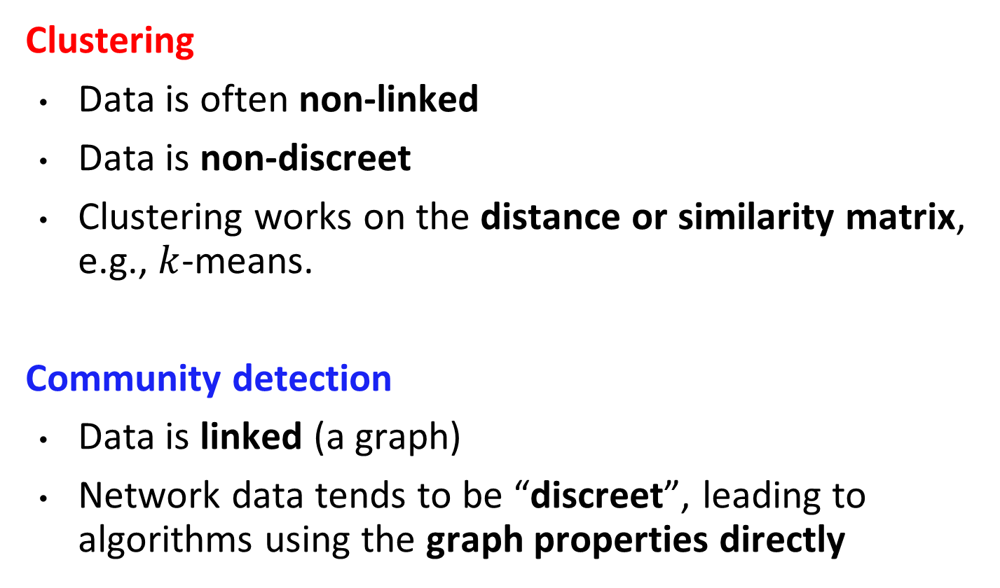 Clustering
• Data is often non-linked
• Data is non-discreet
• Clustering works on the distance or similarity matrix,
e.g., k-means.
Community detection
• Data is linked (a graph)
• Network data tends to be “discreet”, leading to
algorithms using the graph properties directly